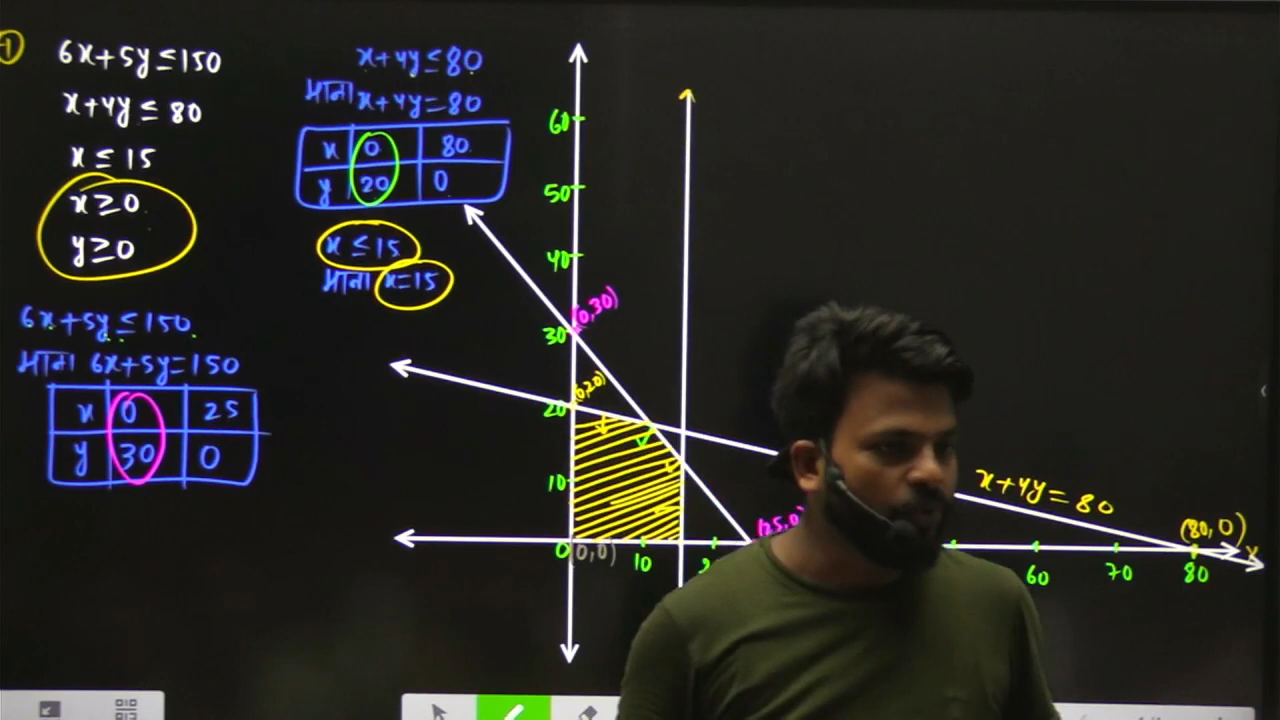 1
6x+5y≤150
x+4y≤80
x≤15
x≥0
y≥0
6x+5y≤150
माना 6x+5y=150
x 0 25
y 30 0
x+4y≤80
माना x+4y=80
x 0 80
y 20 0
x≤15
माना x=15
60
50
40
30
(0,30)
20
(0,20)
10
0
(0,0)
10
(25,0)
60
70
80
x+4y=80
(80,0)
x